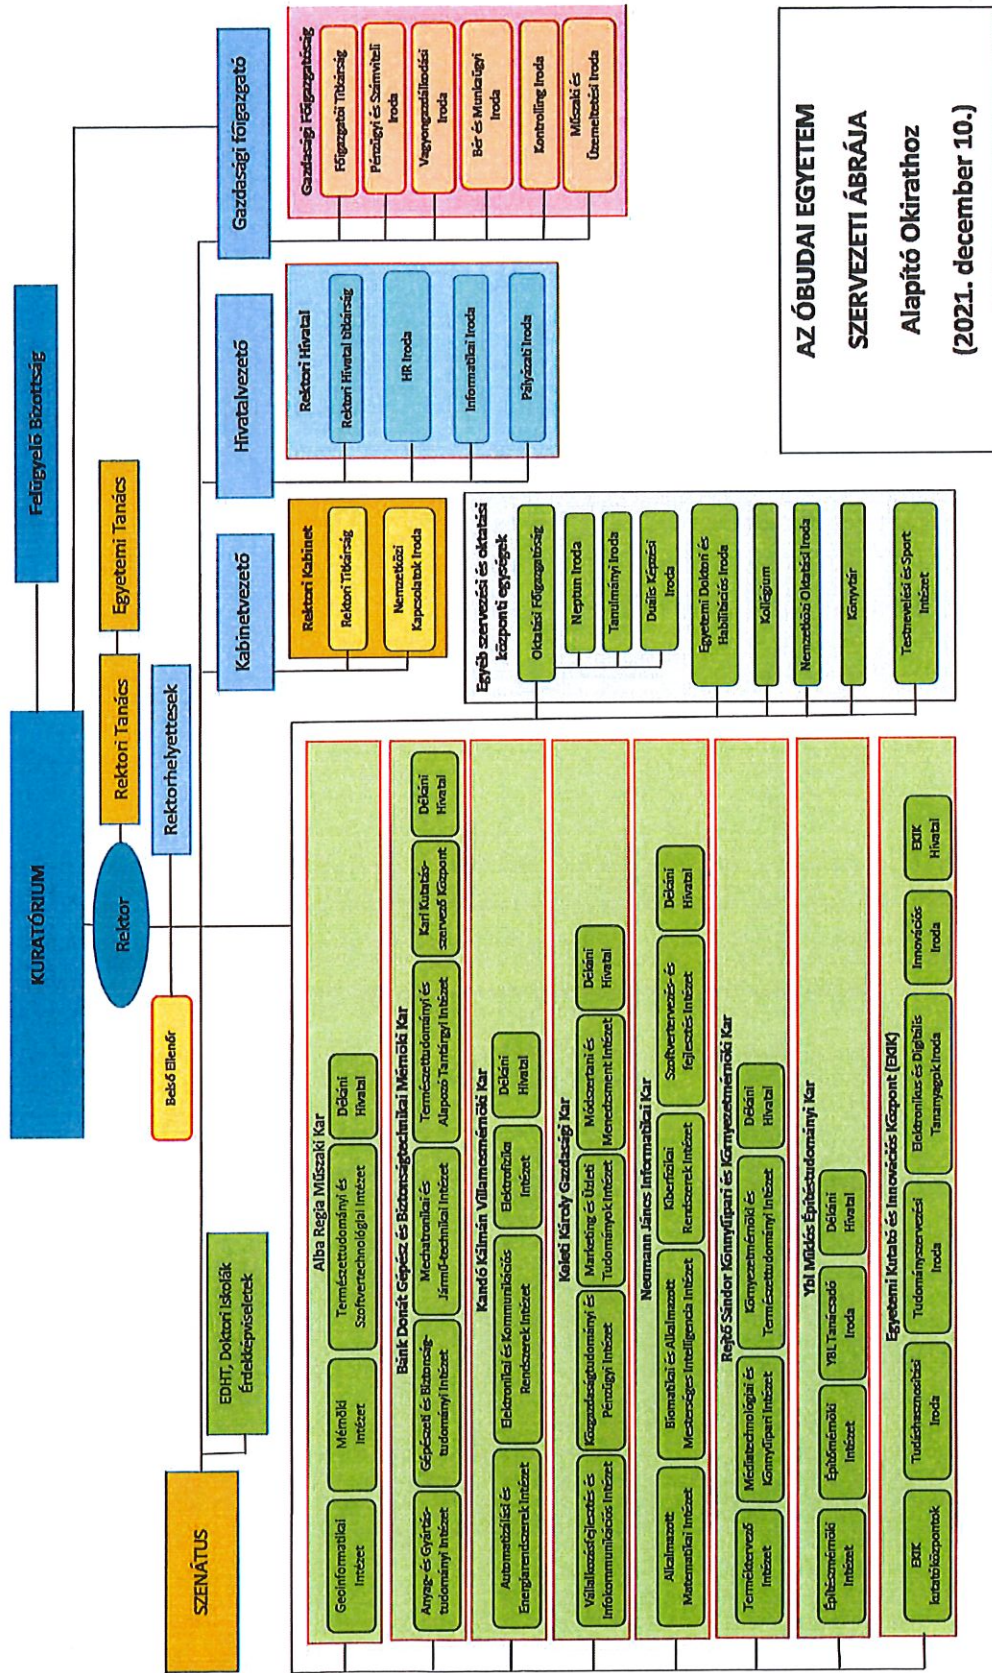 KURATÓRIUM
Felügyelő Bizottság
Rektor
Rektori Tanács
Egyetemi Tanács
Belső Ellenőr
Rektorhelyettesek
SZENÁTUS
EDHT, Doktori Iskolák
Érdekképviseletek
Kabinetvezető
Hivatalvezető
Gazdasági főigazgató
Rektori Kabinet
Rektori Titkárság
Nemzetközi
Kapcsolatok Iroda
Rektori Hivatal
Rektori Hivatal titkárság
HR Iroda
Informatikai Iroda
Pályázati Iroda
Gazdasági Főigazgatóság
Főigazgatói Titkárság
Pénzügyi és Számviteli
Iroda
Vagyongazdálkodási
Iroda
Bér és Munkaügyi
Iroda
Kontrolling Iroda
Műszaki és
Üzemeltetési Iroda
Alba Regia Műszaki Kar
Geoinformatikai
Intézet
Mérnöki
Intézet
Természettudományi és
Szoftvertechnológiai Intézet
Dékáni
Hivatal
Bánk Donát Gépész és Biztonságtechnikai Mérnöki Kar
Anyag- és Gyártás-
tudományi Intézet
Gépészeti és Biztonság-
tudományi Intézet
Mechatronikai és
Jármű-technikai Intézet
Természettudományi és
Alapozó Tantárgyi Intézet
Kari Kutatás-
szervező Központ
Dékáni
Hivatal
Kandó Kálmán Villamosmérnöki Kar
Automatizálási és
Energiarendszerek Intézet
Elektronikai és Kommunikációs
Rendszerek Intézet
Elektrofizikai
Intézet
Dékáni
Hivatal
Keleti Károly Gazdasági Kar
Vállalkozásfejlesztés és
Infokommunikációs Intézet
Közgazdaságtudományi és
Pénzügyi Intézet
Marketing és Üzleti
Tudományok Intézet
Módszertani és
Menedzsment Intézet
Dékáni
Hivatal
Neumann János Informatikai Kar
Alkalmazott
Matematikai Intézet
Biomatikai és Alkalmazott
Mesterséges Intelligencia Intézet
Kiberfizikai
Rendszerek Intézet
Szoftvertervezés- és
fejlesztés Intézet
Dékáni
Hivatal
Rejtő Sándor Könnyűipari és Környezetmérnöki Kar
Terméktervező
Intézet
Médiatechnológiai és
Könnyűipari Intézet
Környezetmérnöki és
Természettudományi Intézet
Dékáni
Hivatal
Ybl Miklós Építéstudományi Kar
Építészmérnöki
Intézet
Építőmérnöki
Intézet
YBL Tanácsadó
Iroda
Dékáni
Hivatal
Egyetemi Kutató és Innovációs Központ (EKIK)
EKIK
kutatóközpontok
Tudáshasznosítási
Iroda
Tudományszervezési
Iroda
Elektronikus és Digitális
Tananyagok Iroda
Innovációs
Iroda
EKIK
Hivatal
Egyéb szervezési és oktatási
központi egységek
Oktatási Főigazgatóság
Neptun Iroda
Tanulmányi Iroda
Duális Képzési
Iroda
Egyetemi Doktori és
Habilitációs Iroda
Kollégium
Nemzetközi Oktatási Iroda
Könyvtár
Testnevelési és Sport
Intézet
AZ ÓBUDAI EGYETEM
SZERVEZETI ÁBRÁJA
Alapító Okirathoz
(2021. december 10.)